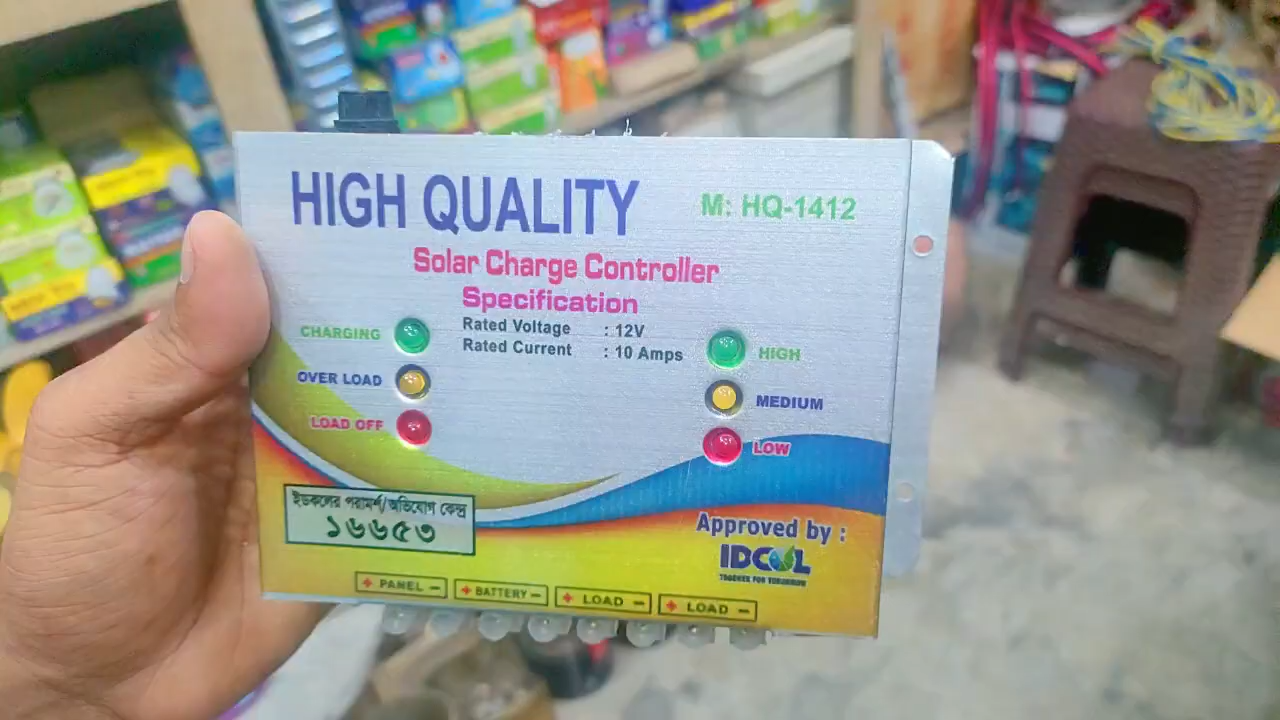 HIGH QUALITY
M: HQ-1412
Solar Charge Controller
Specification
Rated Voltage : 12V
Rated Current : 10 Amps
CHARGING
OVER LOAD
LOAD OFF
HIGH
MEDIUM
LOW
ইডকলের পরামর্শ/অভিযোগ কেন্দ্র
১৬৬৫৩
Approved by :
IDCOL
TOGETHER FOR TOMORROW
+ PANEL −
+ BATTERY −
+ LOAD −
+ LOAD −